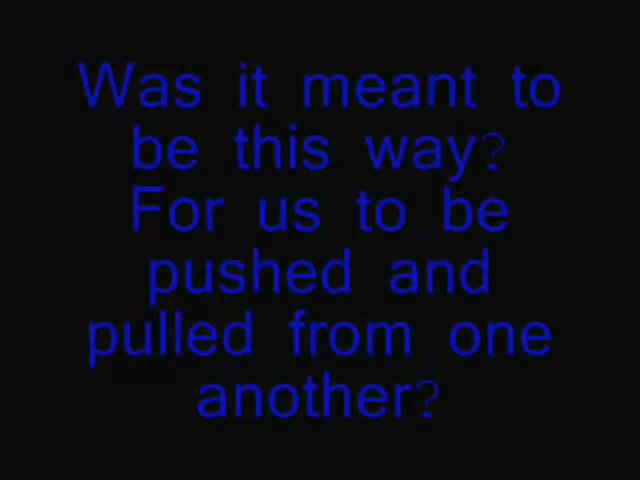 Was it meant to
be this way?
For us to be
pushed and
pulled from one
another?